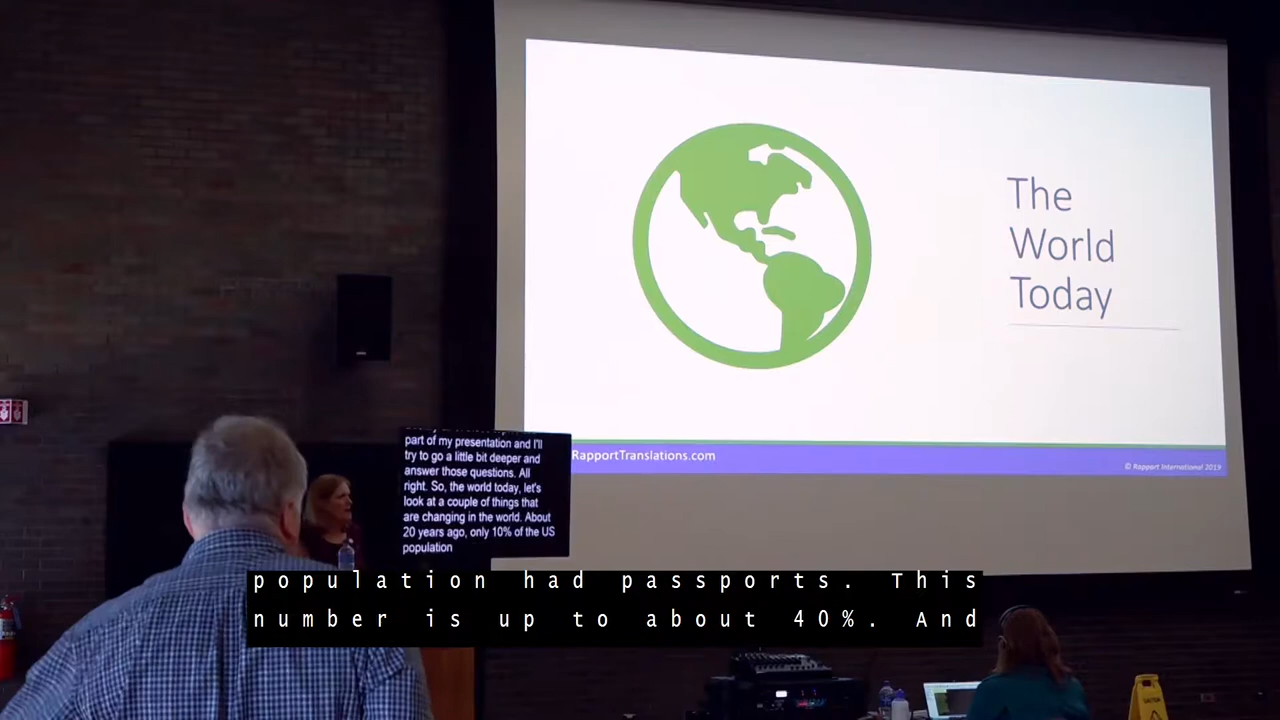 The
World
Today
RapportTranslations.com
© Rapport International 2019
part of my presentation and I'll
try to go a little bit deeper and
answer those questions. All
right. So, the world today, let's
look at a couple of things that
are changing in the world. About
20 years ago, only 10% of the US
population
population had passports. This
number is up to about 40%. And
CAUTION